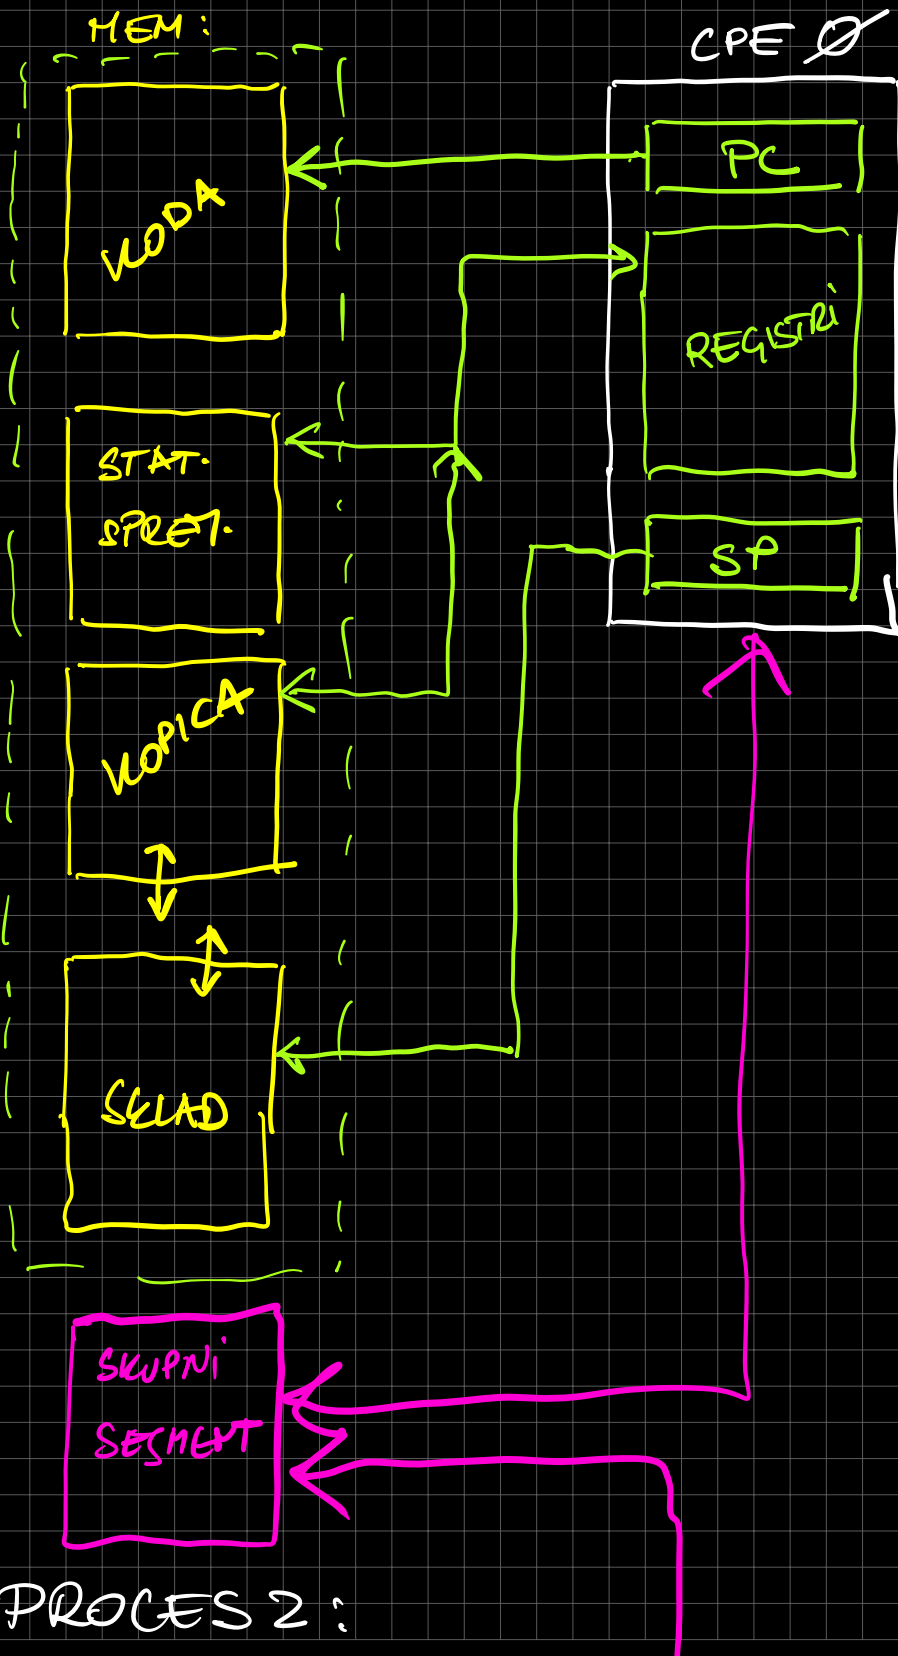 MEM:
CPE Ø
KODA
PC
REGISTRI
STAT.
SPREM.
SP
KOPICA
SKLAD
SKUPNI
SEGMENT
PROCES 2: